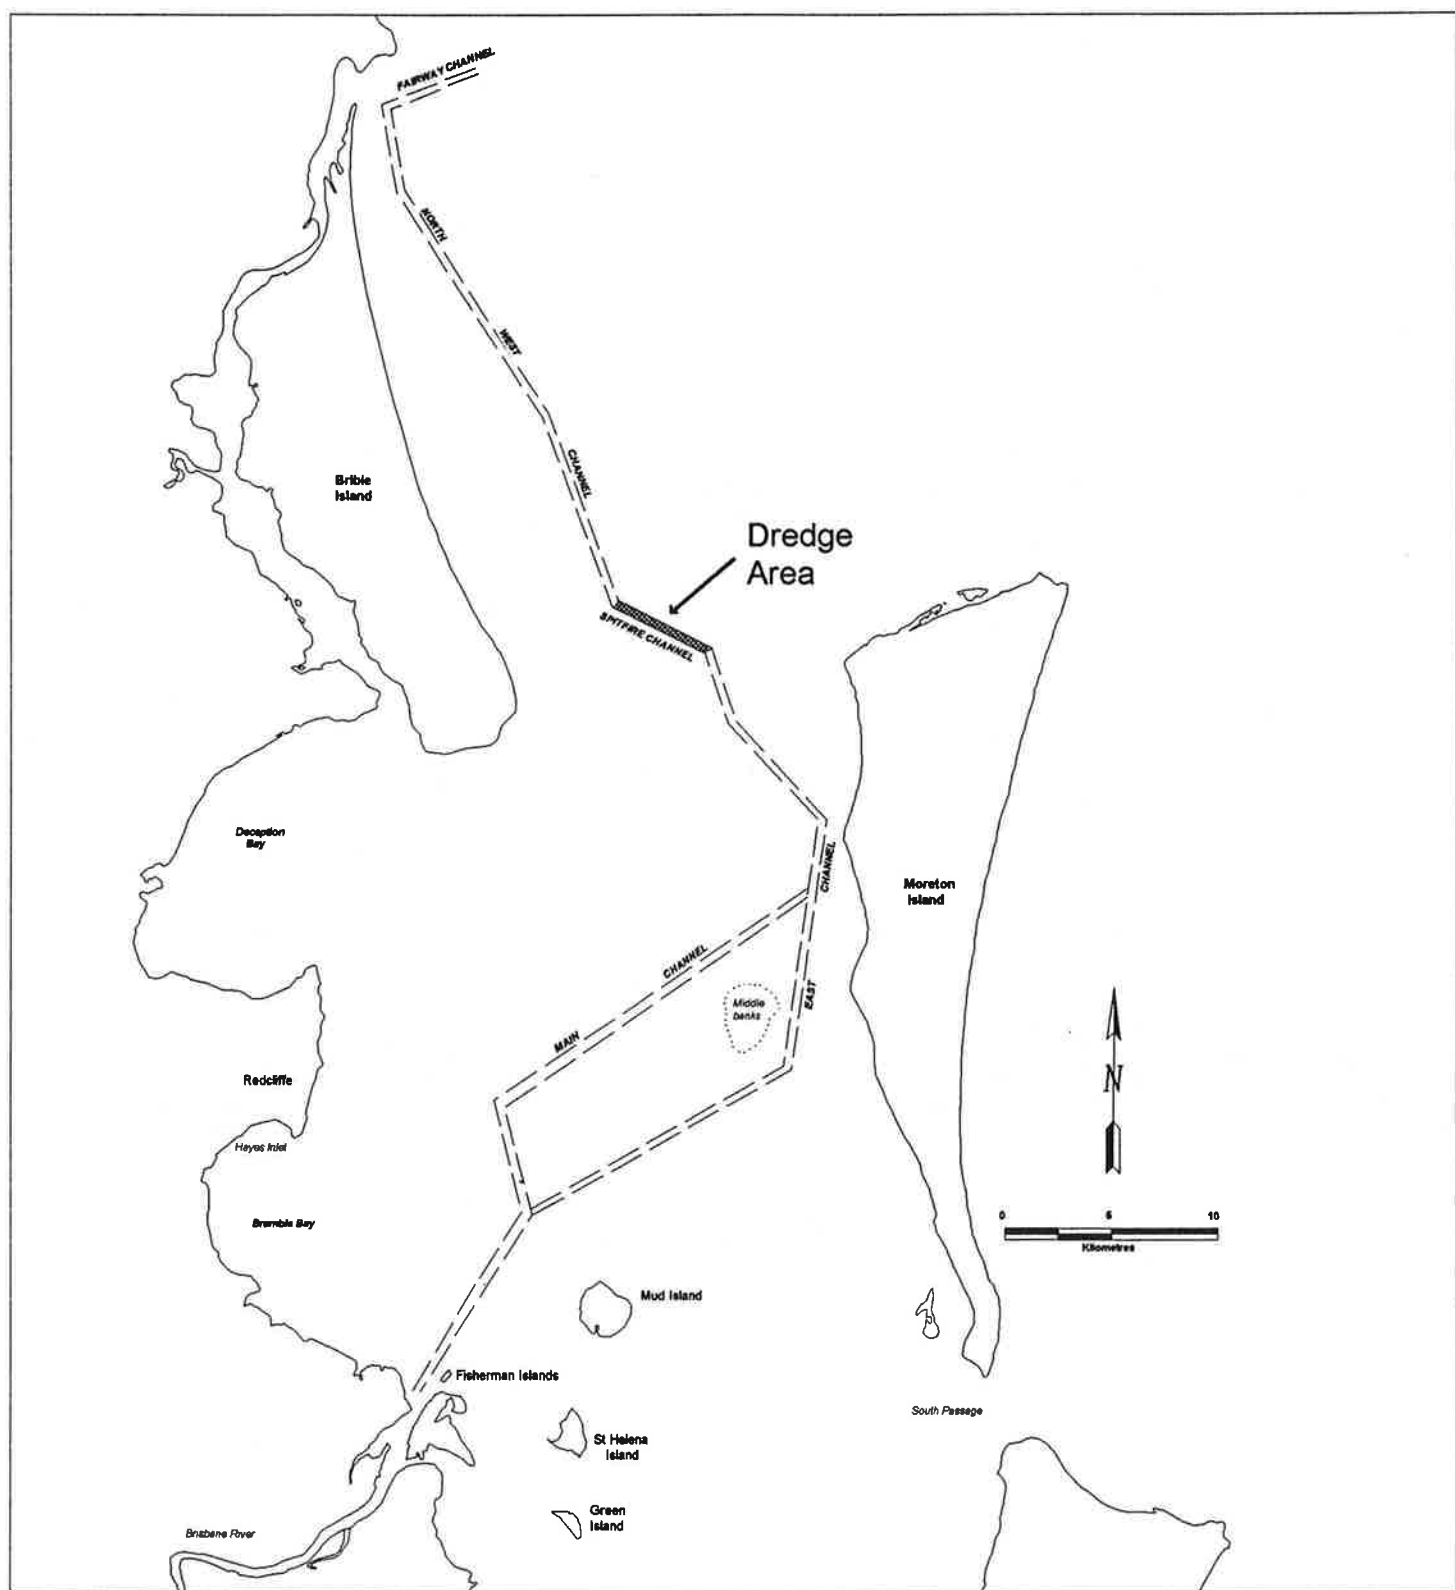 FAIRWAY CHANNEL
NORTH
WEST
CHANNEL
Bribie
Island
Dredge
Area
SPITFIRE CHANNEL
Deception
Bay
CHANNEL
Moreton
Island
CHANNEL
EAST
Middle
banks
MAIN
N
Redcliffe
Hayes Inlet
Bramble Bay
0 5 10
Kilometres
Mud Island
Fisherman Islands
South Passage
St Helena
Island
Green
Island
Brisbane River